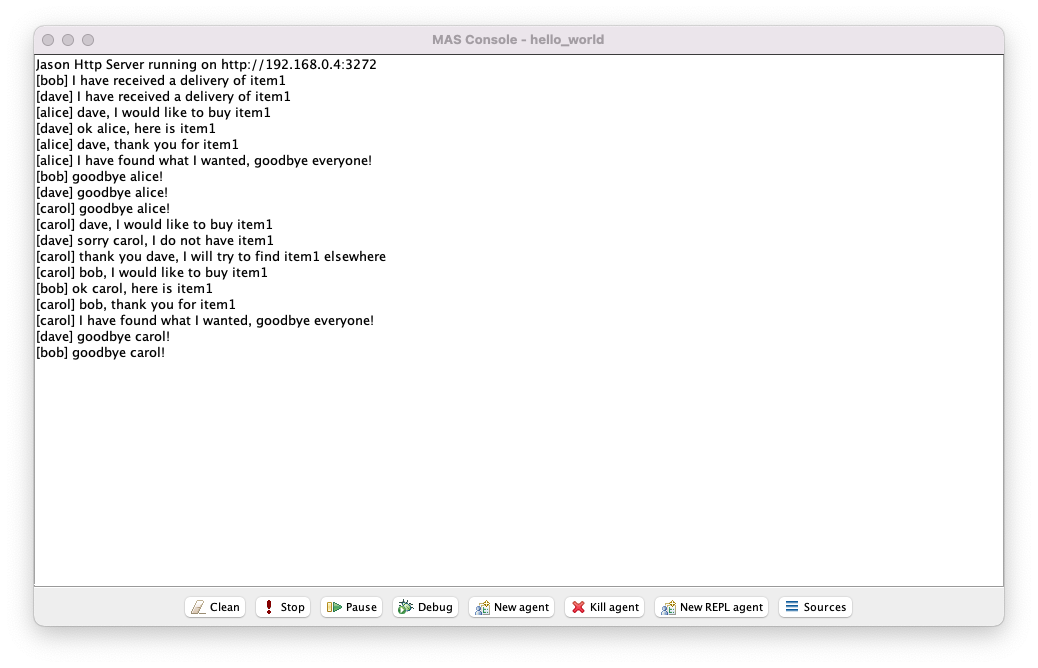 MAS Console - hello_world
Jason Http Server running on http://192.168.0.4:3272
[bob] I have received a delivery of item1
[dave] I have received a delivery of item1
[alice] dave, I would like to buy item1
[dave] ok alice, here is item1
[alice] dave, thank you for item1
[alice] I have found what I wanted, goodbye everyone!
[bob] goodbye alice!
[dave] goodbye alice!
[carol] goodbye alice!
[carol] dave, I would like to buy item1
[dave] sorry carol, I do not have item1
[carol] thank you dave, I will try to find item1 elsewhere
[carol] bob, I would like to buy item1
[bob] ok carol, here is item1
[carol] bob, thank you for item1
[carol] I have found what I wanted, goodbye everyone!
[dave] goodbye carol!
[bob] goodbye carol!
Clean Stop Pause Debug New agent Kill agent New REPL agent Sources